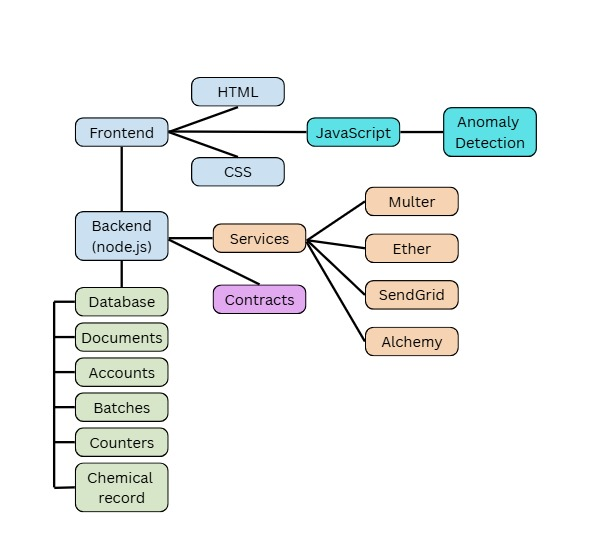 HTML
Frontend
JavaScript
Anomaly
Detection
CSS
Backend
(node.js)
Services
Contracts
Multer
Ether
SendGrid
Alchemy
Database
Documents
Accounts
Batches
Counters
Chemical
record